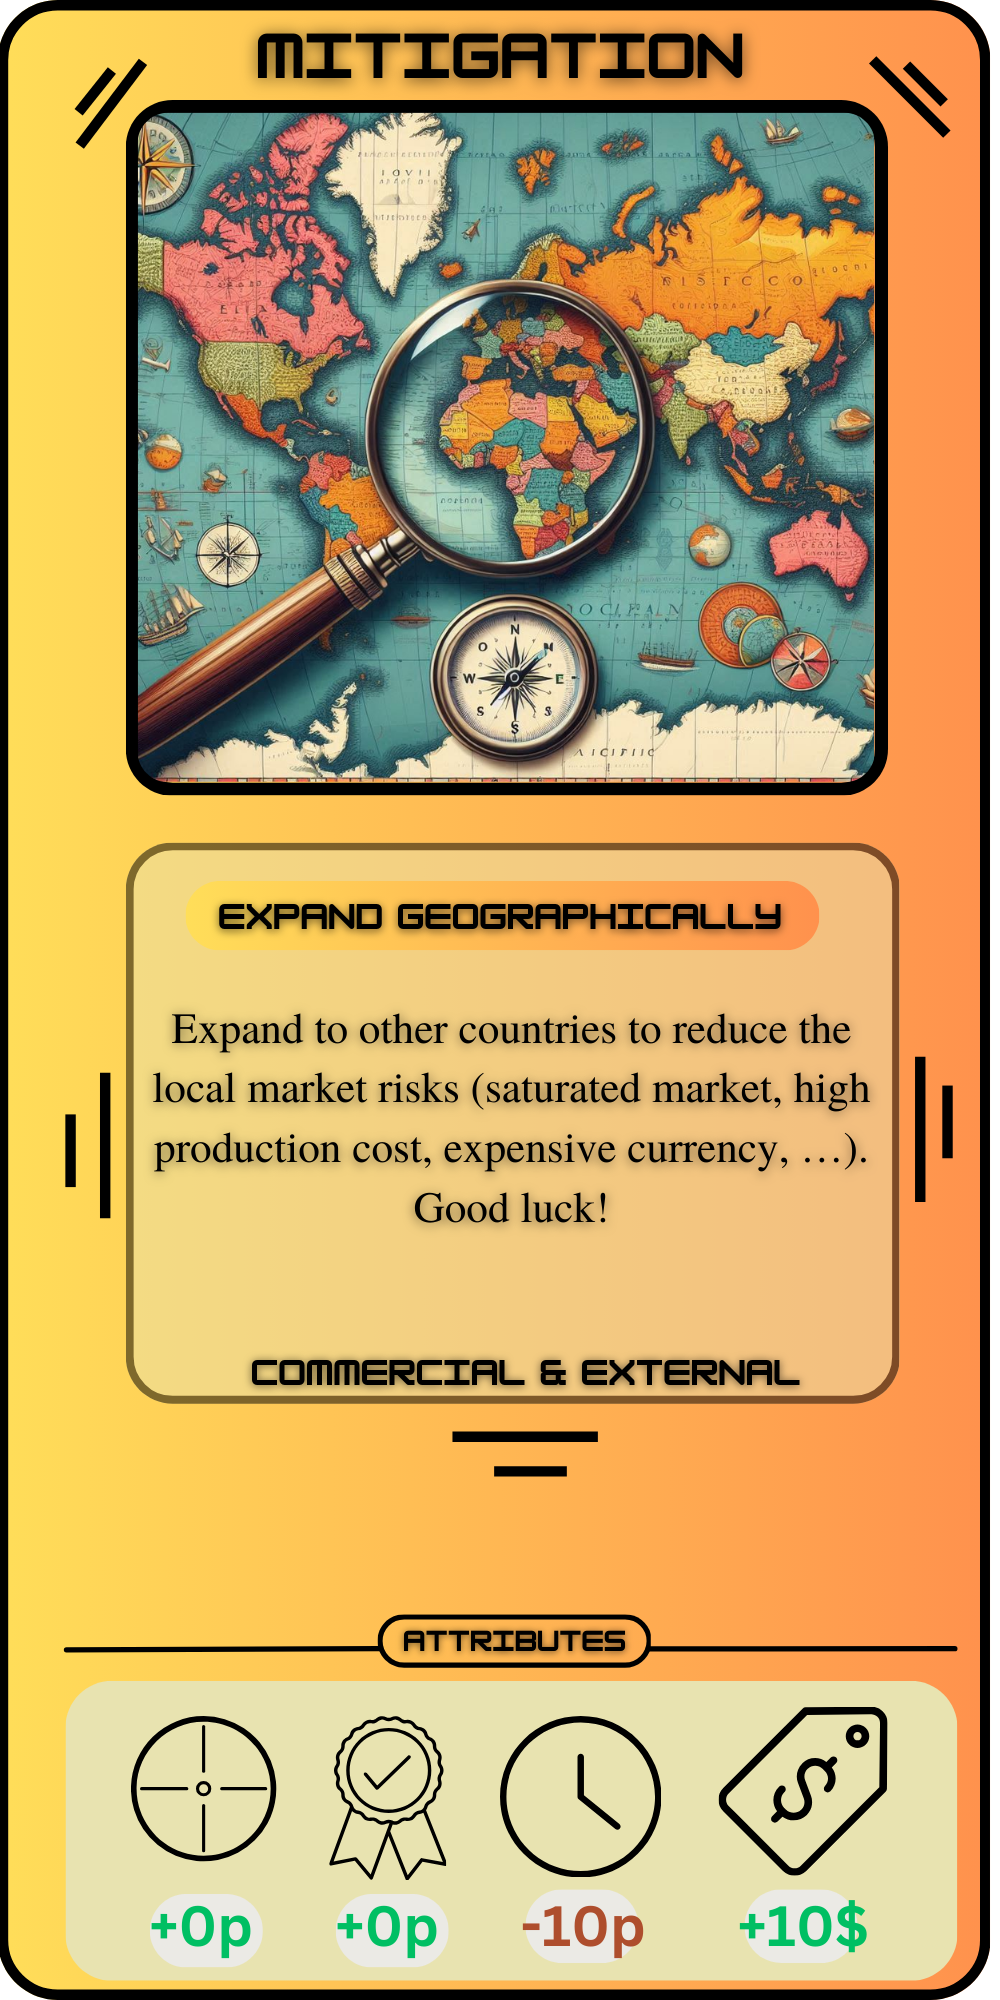 MITIGATION
N
O
W
E
S
S
S
EXPAND GEOGRAPHICALLY
Expand to other countries to reduce the
local market risks (saturated market, high
production cost, expensive currency, …).
Good luck!
COMMERCIAL & EXTERNAL
ATTRIBUTES
+0p +0p -10p +10$